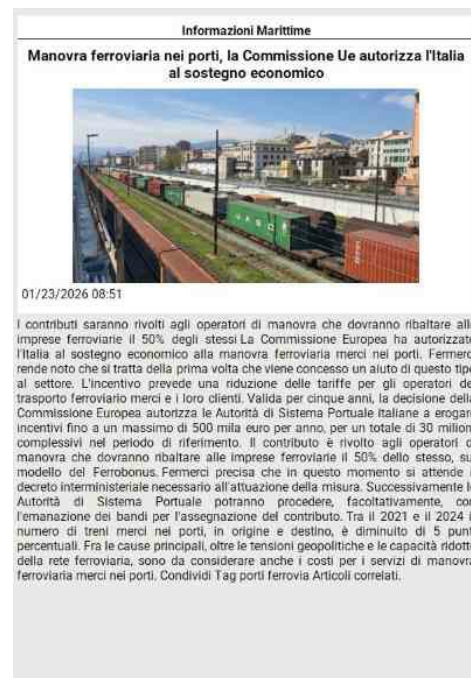 Informazioni Marittime
Manovra ferroviaria nei porti, la Commissione Ue autorizza l'Italia
al sostegno economico
01/23/2026 08:51
I contributi saranno rivolti agli operatori di manovra che dovranno ribaltare alle
imprese ferroviarie il 50% degli stessi La Commissione Europea ha autorizzato
l'Italia al sostegno economico alla manovra ferroviaria merci nei porti. Fermerci
rende noto che si tratta della prima volta che viene concesso un aiuto di questo tipo
al settore. L'incentivo prevede una riduzione delle tariffe per gli operatori del
trasporto ferroviario merci e i loro clienti. Valida per cinque anni, la decisione della
Commissione Europea autorizza le Autorità di Sistema Portuale italiane a erogare
incentivi fino a un massimo di 500 mila euro per anno, per un totale di 30 milioni
complessivi nel periodo di riferimento. Il contributo è rivolto agli operatori di
manovra che dovranno ribaltare alle imprese ferroviarie il 50% dello stesso, sul
modello del Ferrobonus. Fermerci precisa che in questo momento si attende il
decreto interministeriale necessario all'attuazione della misura. Successivamente le
Autorità di Sistema Portuale potranno procedere, facoltativamente, con
l'emanazione dei bandi per l'assegnazione del contributo. Tra il 2021 e il 2024 il
numero di treni merci nei porti, in origine e destino, è diminuito di 5 punti
percentuali. Fra le cause principali, oltre le tensioni geopolitiche e le capacità ridotte
della rete ferroviaria, sono da considerare anche i costi per i servizi di manovra
ferroviaria merci nei porti. Condividi Tag porti ferrovia Articoli correlati.